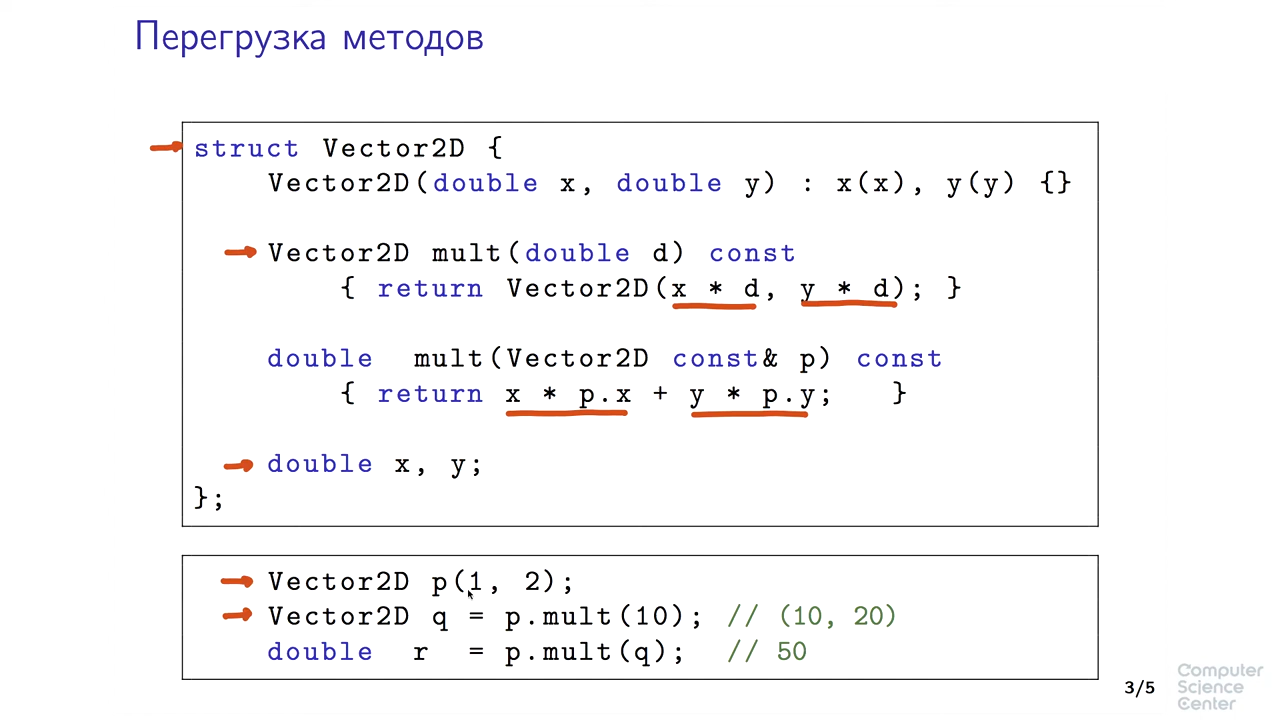 Перегрузка методов
struct Vector2D {
    Vector2D(double x, double y) : x(x), y(y) {}
    Vector2D mult(double d) const
        { return Vector2D(x * d, y * d); }
    double  mult(Vector2D const& p) const
        { return x * p.x + y * p.y;   }
    double x, y;
};
Vector2D p(1, 2);
Vector2D q = p.mult(10); // (10, 20)
double  r  = p.mult(q);  // 50
3/5
Computer
Science
Center